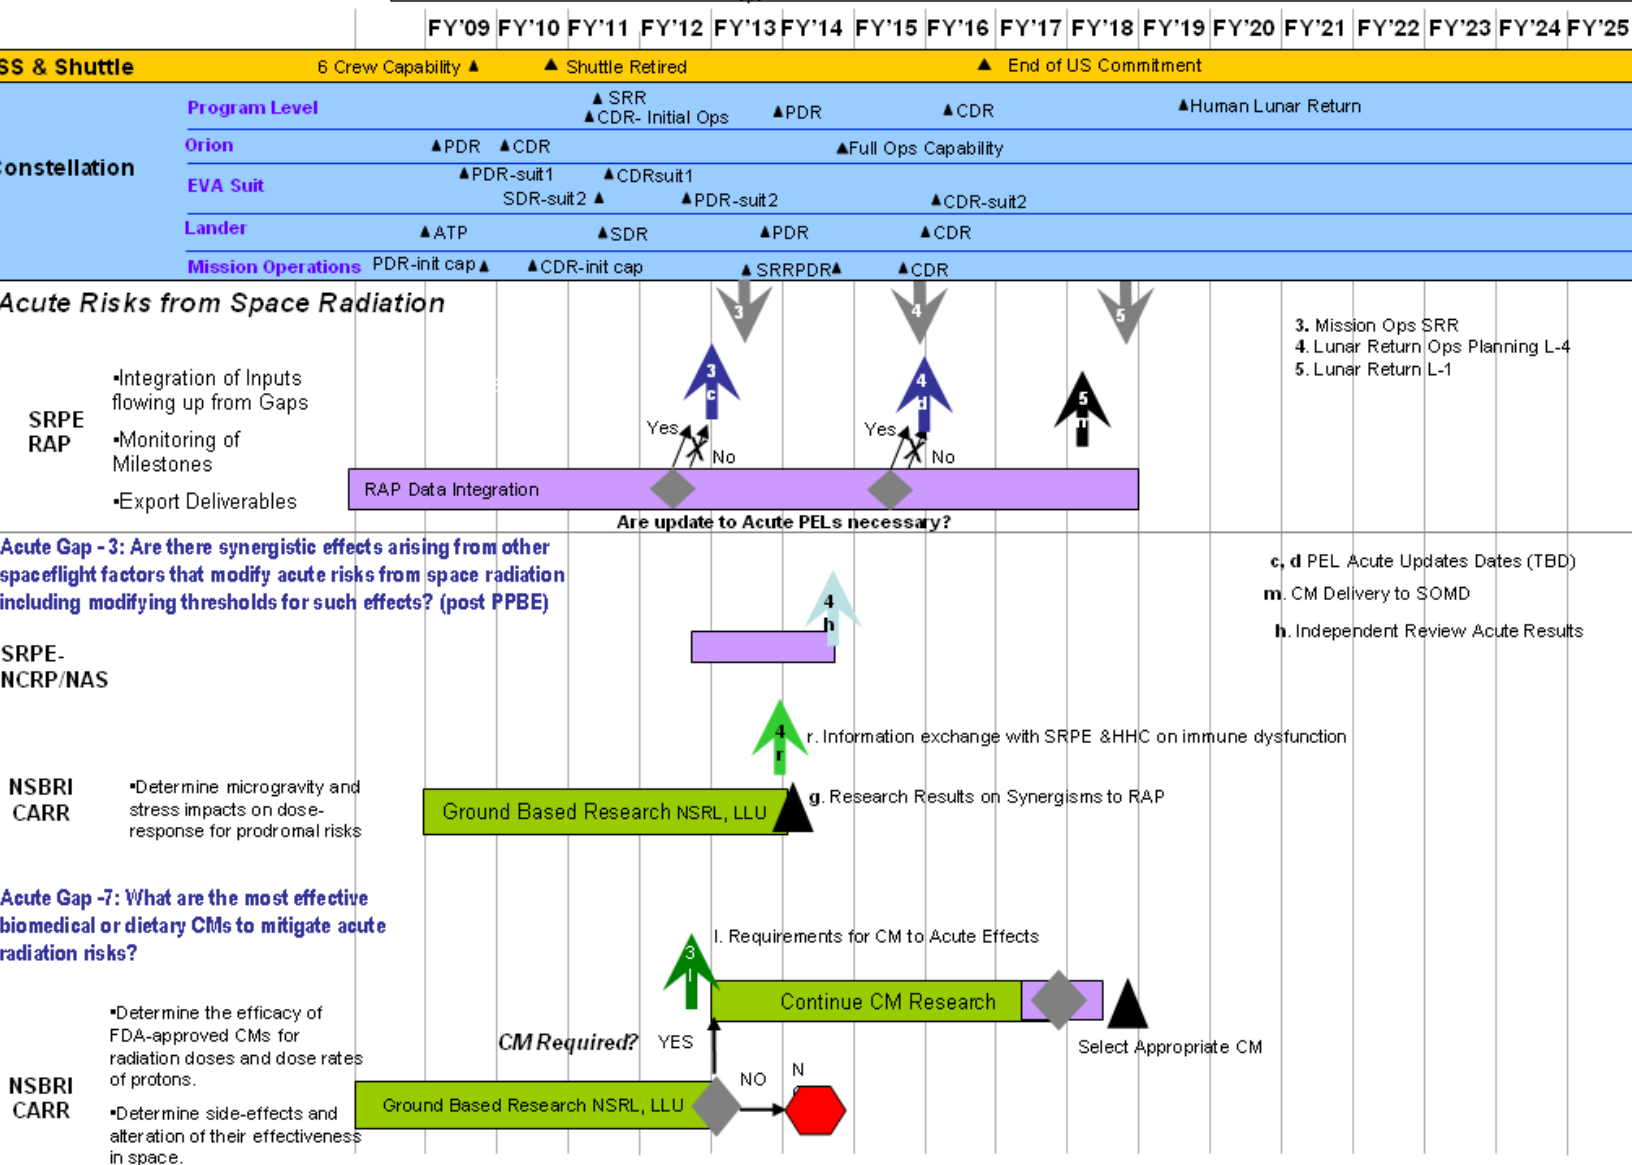 FY'09 FY'10 FY'11 FY'12 FY'13 FY'14 FY'15 FY'16 FY'17 FY'18 FY'19 FY'20 FY'21 FY'22 FY'23 FY'24 FY'25
SS & Shuttle
6 Crew Capability
Shuttle Retired
End of US Commitment
Constellation
Program Level
SRR
CDR- Initial Ops
PDR
CDR
Human Lunar Return
Orion
PDR
CDR
Full Ops Capability
EVA Suit
PDR-suit1
CDRsuit1
SDR-suit2
PDR-suit2
CDR-suit2
Lander
ATP
SDR
PDR
CDR
Mission Operations
PDR-init cap
CDR-init cap
SRRPDR
CDR
Acute Risks from Space Radiation
3
4
5
3. Mission Ops SRR
4. Lunar Return Ops Planning L-4
5. Lunar Return L-1
SRPE
RAP
▪Integration of Inputs
flowing up from Gaps
▪Monitoring of
Milestones
▪Export Deliverables
3
c
4
d
5
m
Yes
No
Yes
No
RAP Data Integration
Are update to Acute PELs necessary?
Acute Gap - 3: Are there synergistic effects arising from other
spaceflight factors that modify acute risks from space radiation
including modifying thresholds for such effects? (post PPBE)
c, d PEL Acute Updates Dates (TBD)
m. CM Delivery to SOMD
h. Independent Review Acute Results
4
h
SRPE-
NCRP/NAS
4
r
r. Information exchange with SRPE &HHC on immune dysfunction
NSBRI
CARR
▪Determine microgravity and
stress impacts on dose-
response for prodromal risks
Ground Based Research NSRL, LLU
g. Research Results on Synergisms to RAP
Acute Gap -7: What are the most effective
biomedical or dietary CMs to mitigate acute
radiation risks?
3
l
l. Requirements for CM to Acute Effects
Continue CM Research
Select Appropriate CM
CM Required?
YES
NO
N
NSBRI
CARR
▪Determine the efficacy of
FDA-approved CMs for
radiation doses and dose rates
of protons.
▪Determine side-effects and
alteration of their effectiveness
in space.
Ground Based Research NSRL, LLU